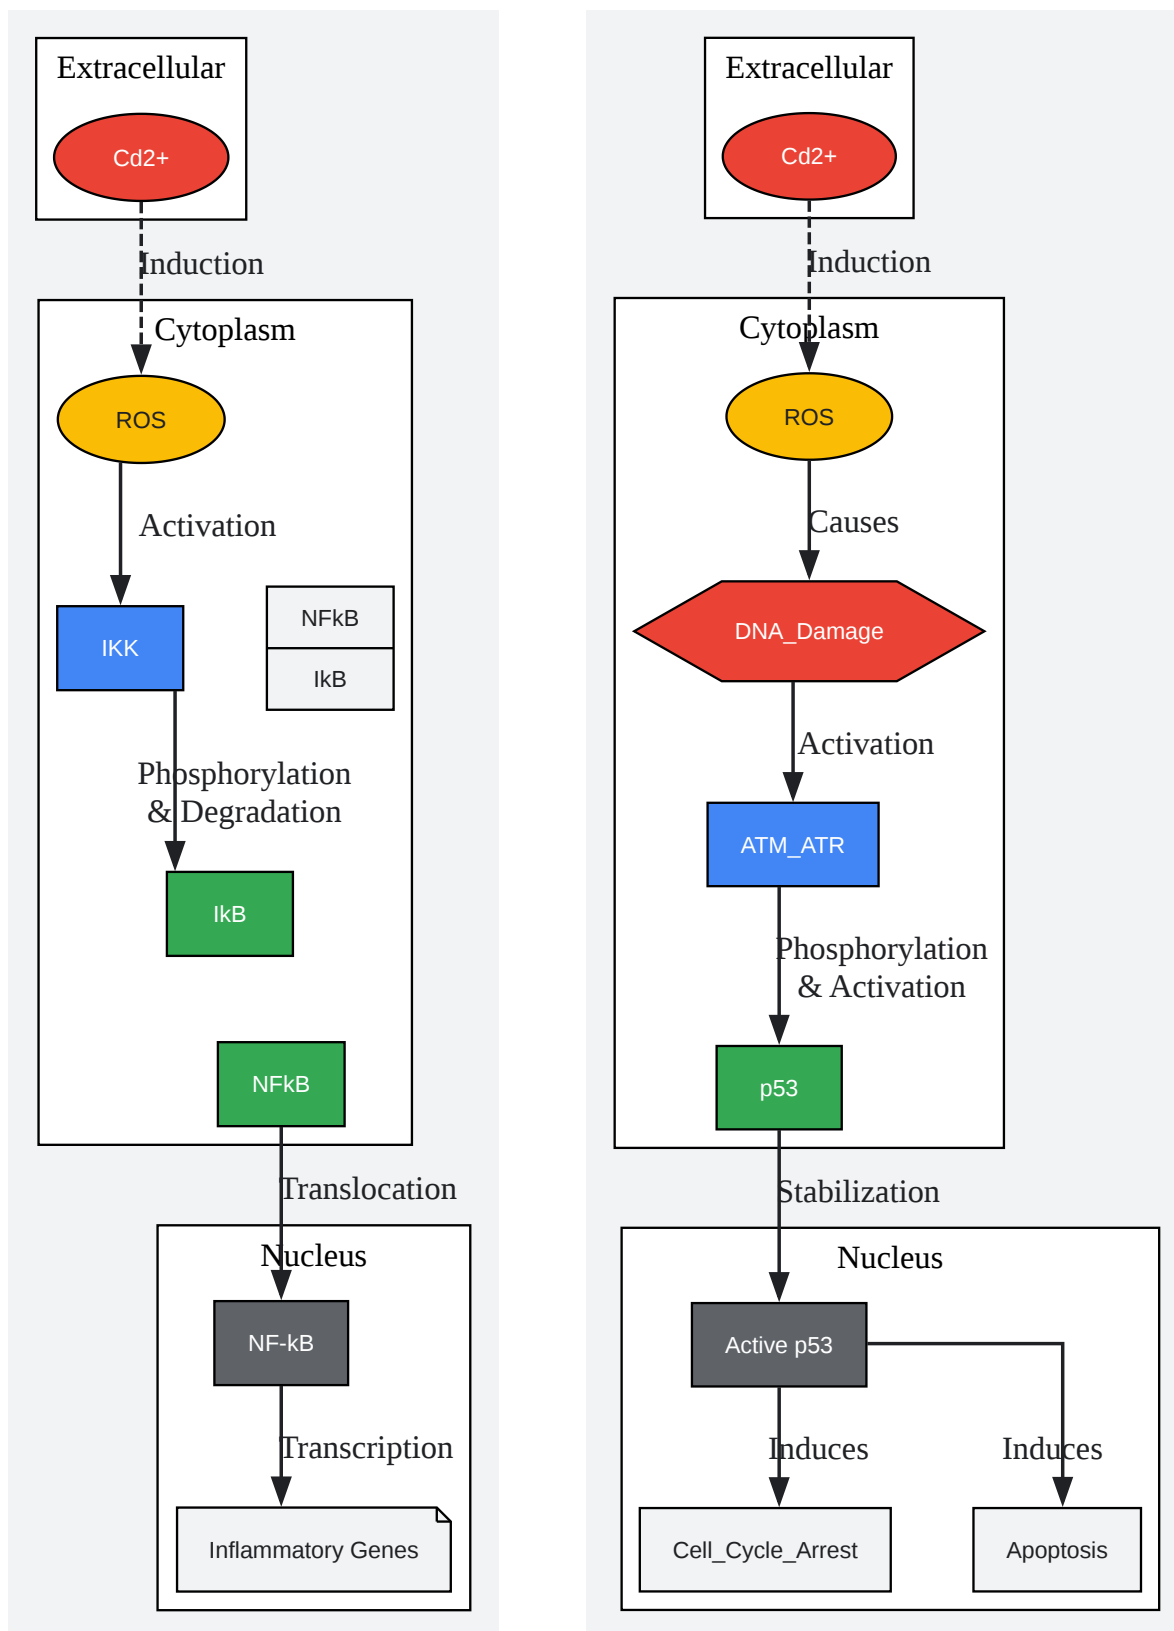 Extracellular
Cd2+
Induction
Cytoplasm
ROS
Activation
IKK
NFkB
IkB
Phosphorylation
& Degradation
IkB
NFkB
Translocation
Nucleus
NF-kB
Transcription
Inflammatory Genes
Extracellular
Cd2+
Induction
Cytoplasm
ROS
Causes
DNA_Damage
Activation
ATM_ATR
Phosphorylation
& Activation
p53
Stabilization
Nucleus
Active p53
Induces
Induces
Cell_Cycle_Arrest
Apoptosis